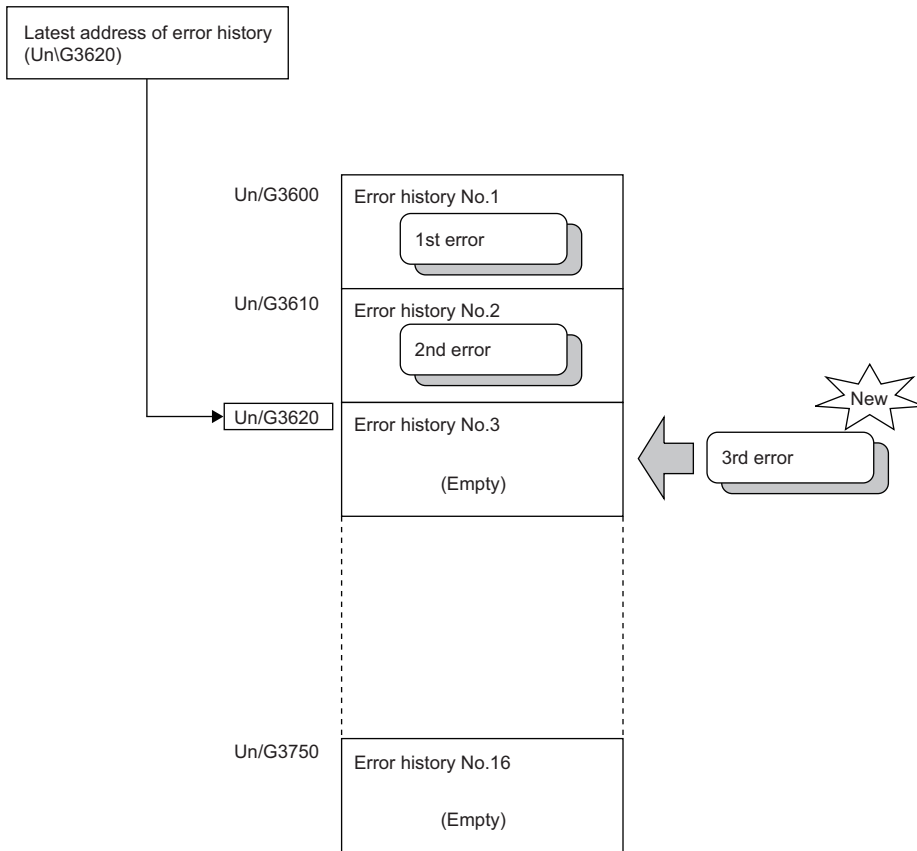 Latest address of error history
(Un\G3620)
Un/G3600
Error history No.1
1st error
Un/G3610
Error history No.2
2nd error
Un/G3620
Error history No.3
(Empty)
New
3rd error
Un/G3750
Error history No.16
(Empty)